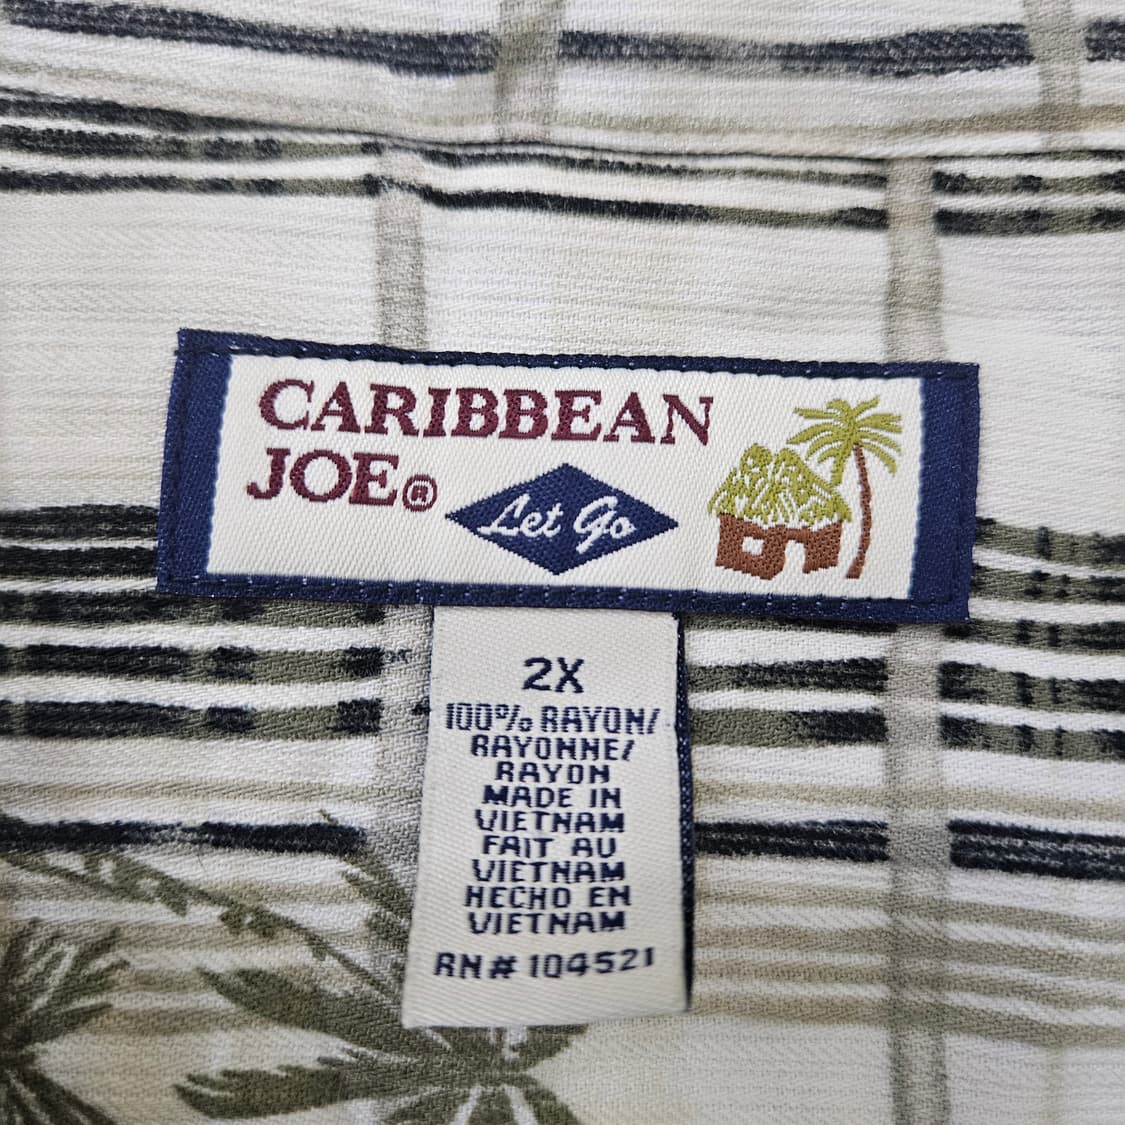 CARIBBEAN
JOE®
Let Go
2X
100% RAYON/
RAYONNE/
RAYON
MADE IN
VIETNAM
FAIT AU
VIETNAM
HECHO EN
VIETNAM
RN# 104521